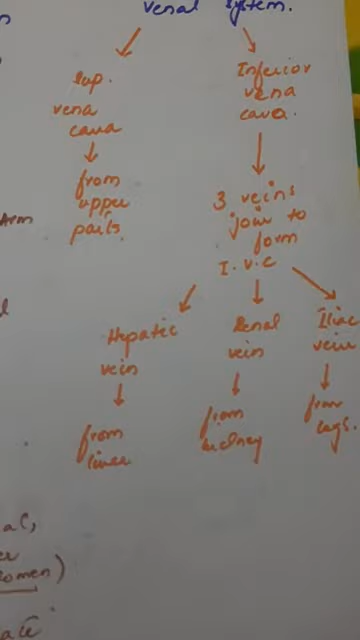 Venal System.
Sup.
vena
cava
from
upper
parts.
Inferior
vena
cava.
3 veins
join to
form
I.V.C
Hepatic
vein
from
liver
Renal
vein
from
kidney
Iliac
vein
from
legs.
Arm
omen)